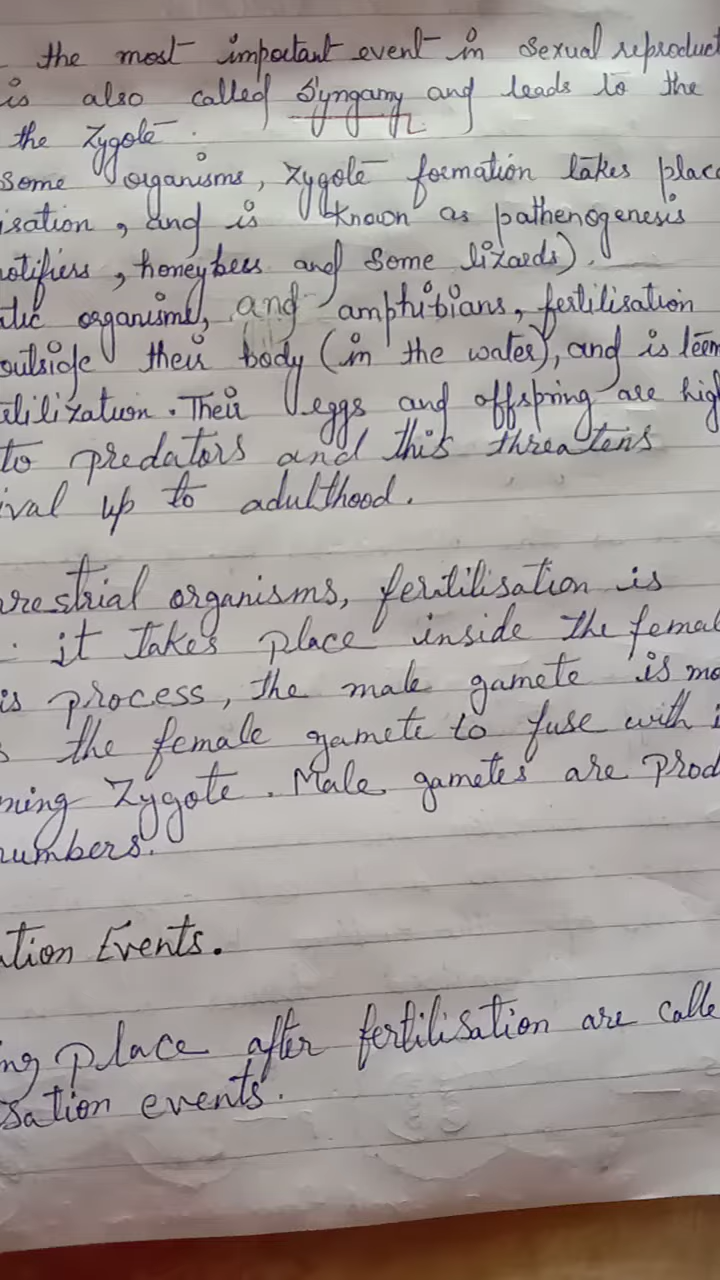 the most important event in sexual reproduct
is also called Syngamy and leads to the
the Zygote.
Some organisms, zygote formation takes plac
isation, and is known as pathenogenesis
otifiers, honeybees and some lizards).
tic organisms, and amphibians, fertilisation
outside their body (in the water), and is teem
tilization. Their eggs and offspring are hig
to predators and this threatens
ival up to adulthood.
rrestrial organisms, fertilisation is
. it takes place inside the femal
is process, the male gamete is mo
s the female gamete to fuse with i
ming Zygote. Male gametes are prod
numbers.
ation Events.
ng place after fertilisation are calle
sation events.